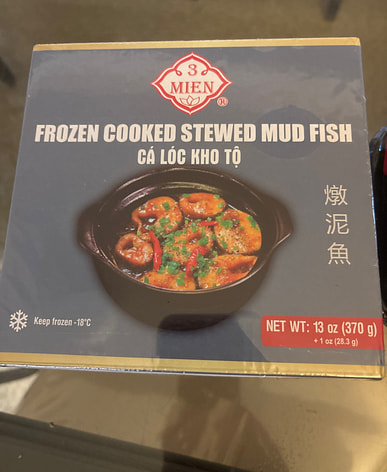 3
MIEN
®
FROZEN COOKED STEWED MUD FISH
CÁ LÓC KHO TỘ
燉泥魚
Keep frozen -18°C
NET WT: 13 oz (370 g)
+ 1 oz (28.3 g)